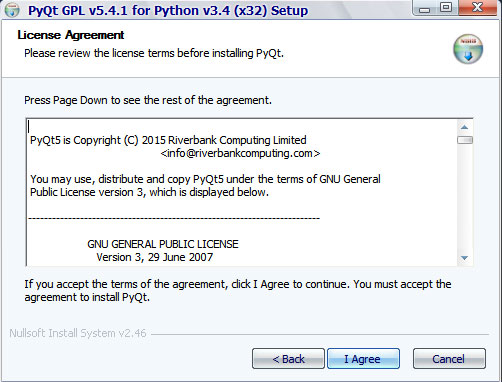 PyQt GPL v5.4.1 for Python v3.4 (x32) Setup
License Agreement
Please review the license terms before installing PyQt.
Press Page Down to see the rest of the agreement.
PyQt5 is Copyright (C) 2015 Riverbank Computing Limited
<info@riverbankcomputing.com>
You may use, distribute and copy PyQt5 under the terms of GNU General
Public License version 3, which is displayed below.
-------------------------------------------------------------------------
GNU GENERAL PUBLIC LICENSE
Version 3, 29 June 2007
If you accept the terms of the agreement, click I Agree to continue. You must accept the
agreement to install PyQt.
Nullsoft Install System v2.46
< Back
I Agree
Cancel